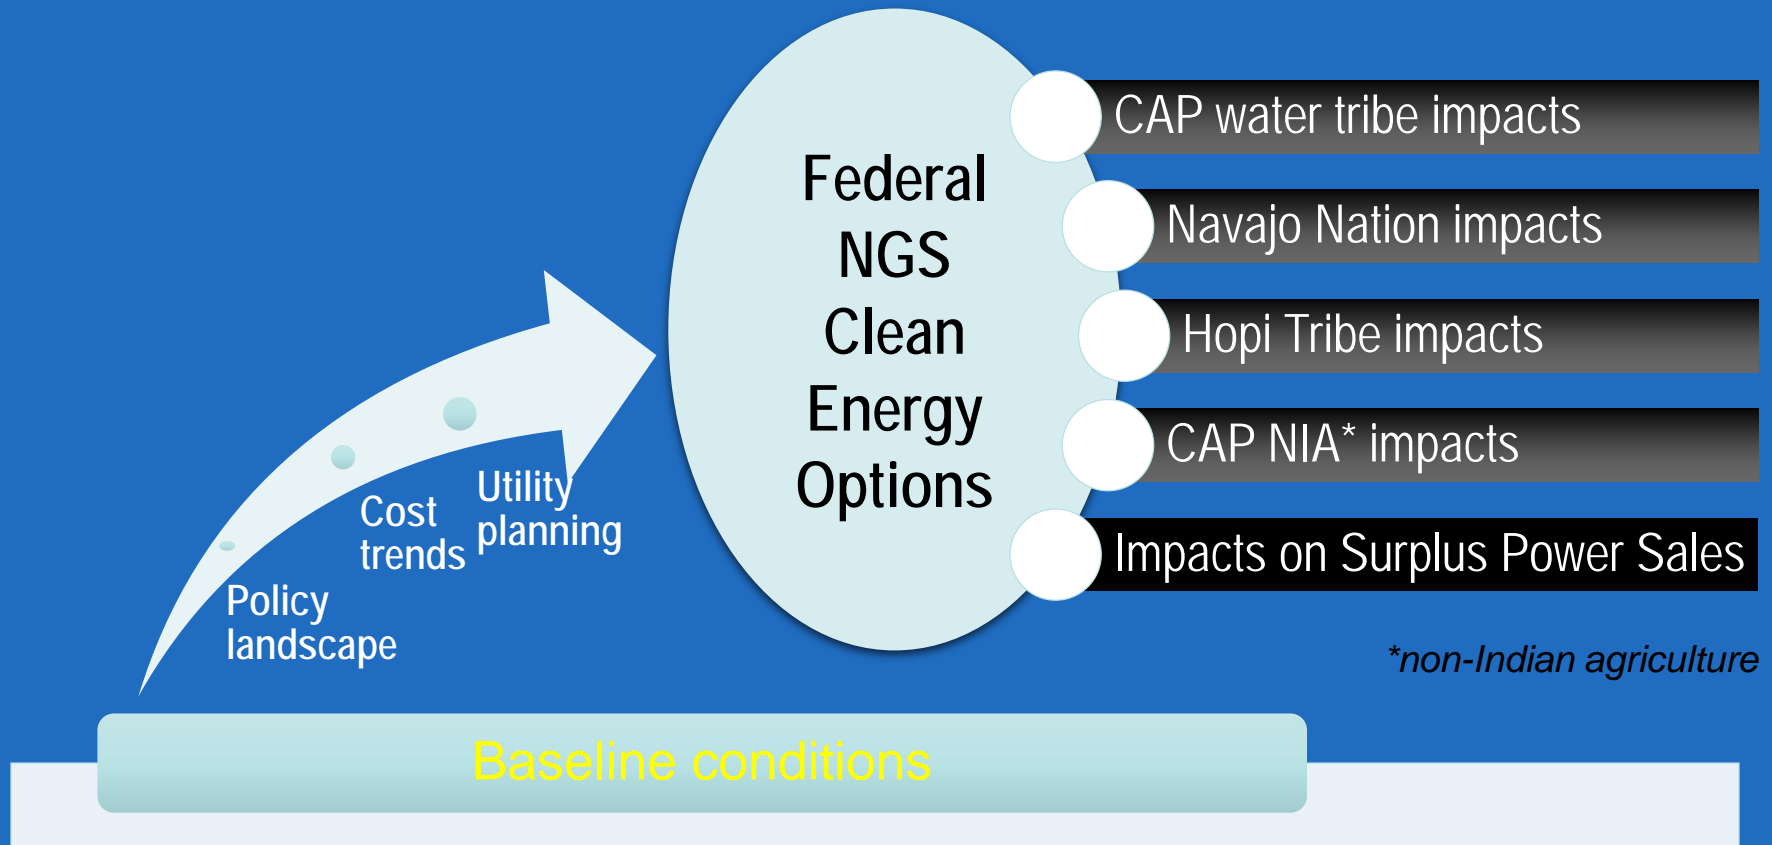 Federal
NGS
Clean
Energy
Options
CAP water tribe impacts
Navajo Nation impacts
Hopi Tribe impacts
CAP NIA* impacts
Impacts on Surplus Power Sales
*non-Indian agriculture
Policy
landscape
Cost
trends
Utility
planning
Baseline conditions